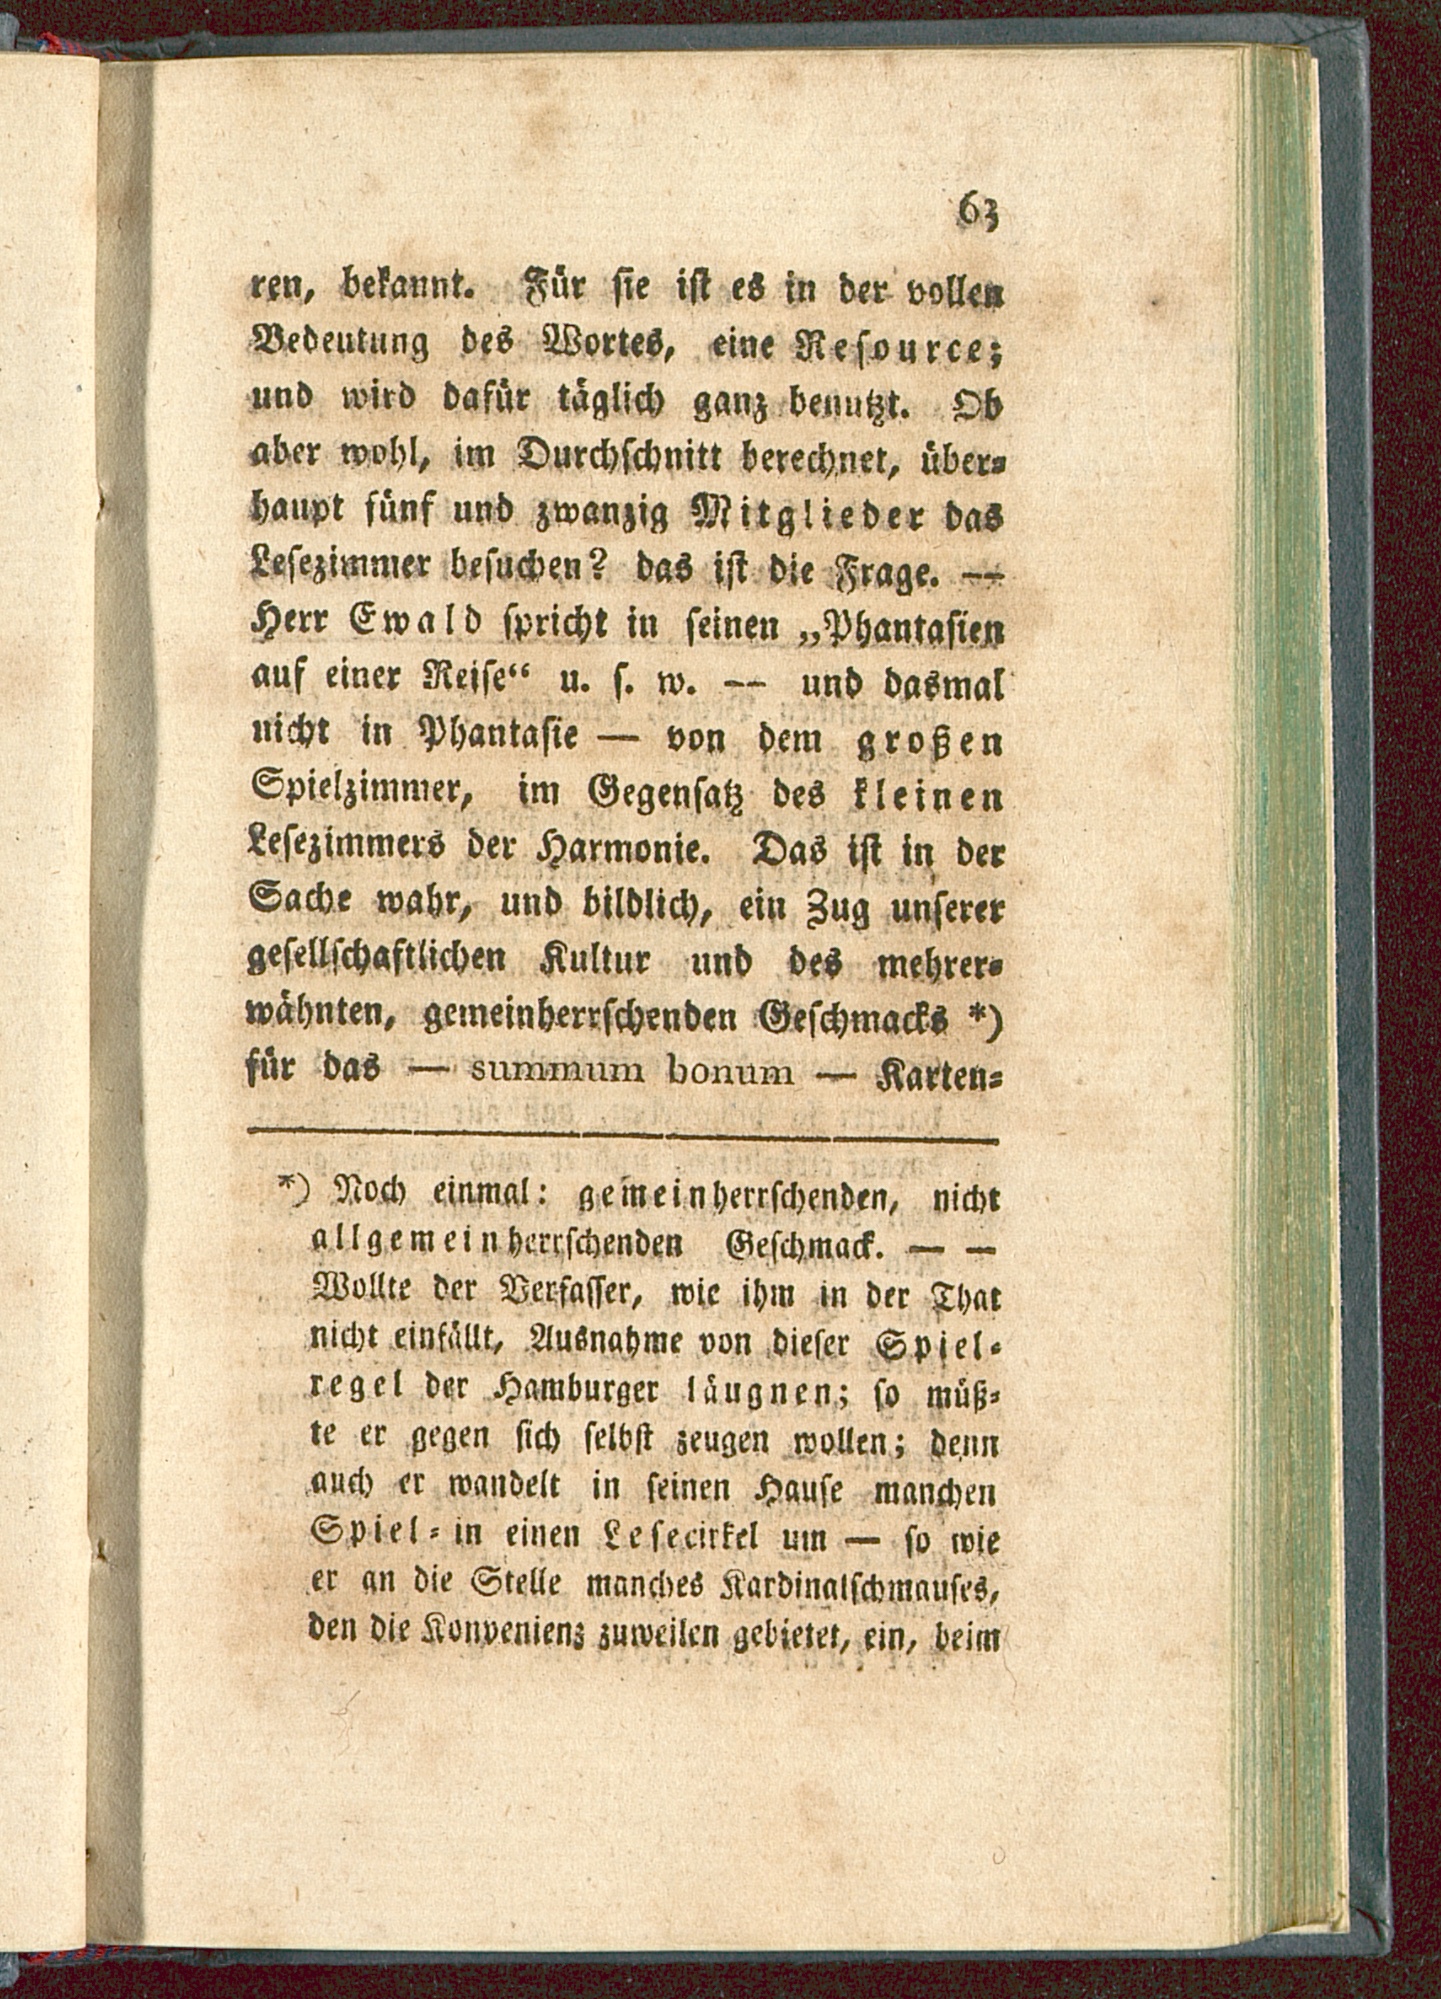 63
ren, bekannt. Für sie ist es in der vollen
Bedeutung des Wortes, eine Resource;
und wird dafür täglich ganz benutzt. Ob
aber wohl, im Durchschnitt berechnet, über-
haupt fünf und zwanzig Mitglieder das
Lesezimmer besuchen? das ist die Frage. —
Herr Ewald spricht in seinen „Phantasien
auf einer Reise“ u. s. w. — und dasmal
nicht in Phantasie — von dem großen
Spielzimmer, im Gegensatz des kleinen
Lesezimmers der Harmonie. Das ist in der
Sache wahr, und bildlich, ein Zug unserer
gesellschaftlichen Kultur und des mehrer-
wähnten, gemeinherrschenden Geschmacks *)
für das — summum bonum — Karten-
*) Noch einmal: gemeinherrschenden, nicht
allgemeinherrschenden Geschmack. — —
Wollte der Verfasser, wie ihm in der That
nicht einfällt, Ausnahme von dieser Spiel-
regel der Hamburger läugnen; so müß-
te er gegen sich selbst zeugen wollen; denn
auch er wandelt in seinen Hause manchen
Spiel- in einen Lesecirkel um — so wie
er an die Stelle manches Kardinalschmauses,
den die Konvenienz zuweilen gebietet, ein, beim